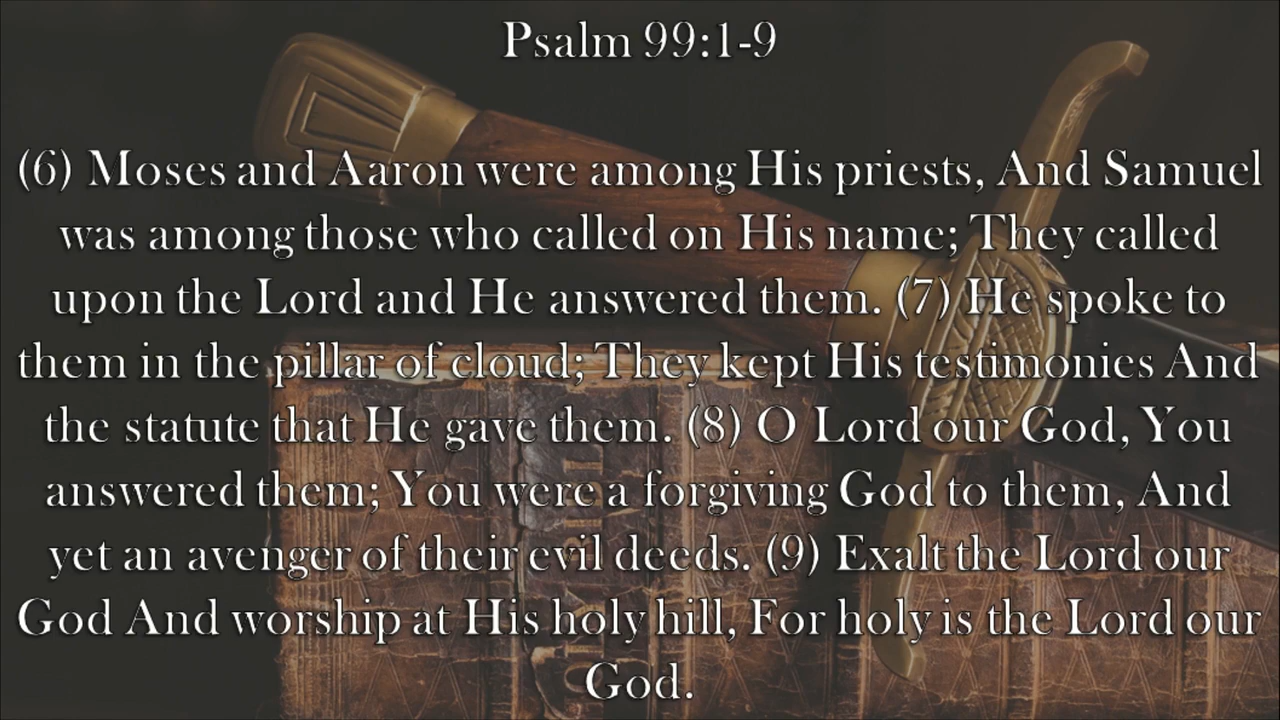 Psalm 99:1-9
(6) Moses and Aaron were among His priests, And Samuel
was among those who called on His name; They called
upon the Lord and He answered them. (7) He spoke to
them in the pillar of cloud; They kept His testimonies And
the statute that He gave them. (8) O Lord our God, You
answered them; You were a forgiving God to them, And
yet an avenger of their evil deeds. (9) Exalt the Lord our
God And worship at His holy hill, For holy is the Lord our
God.